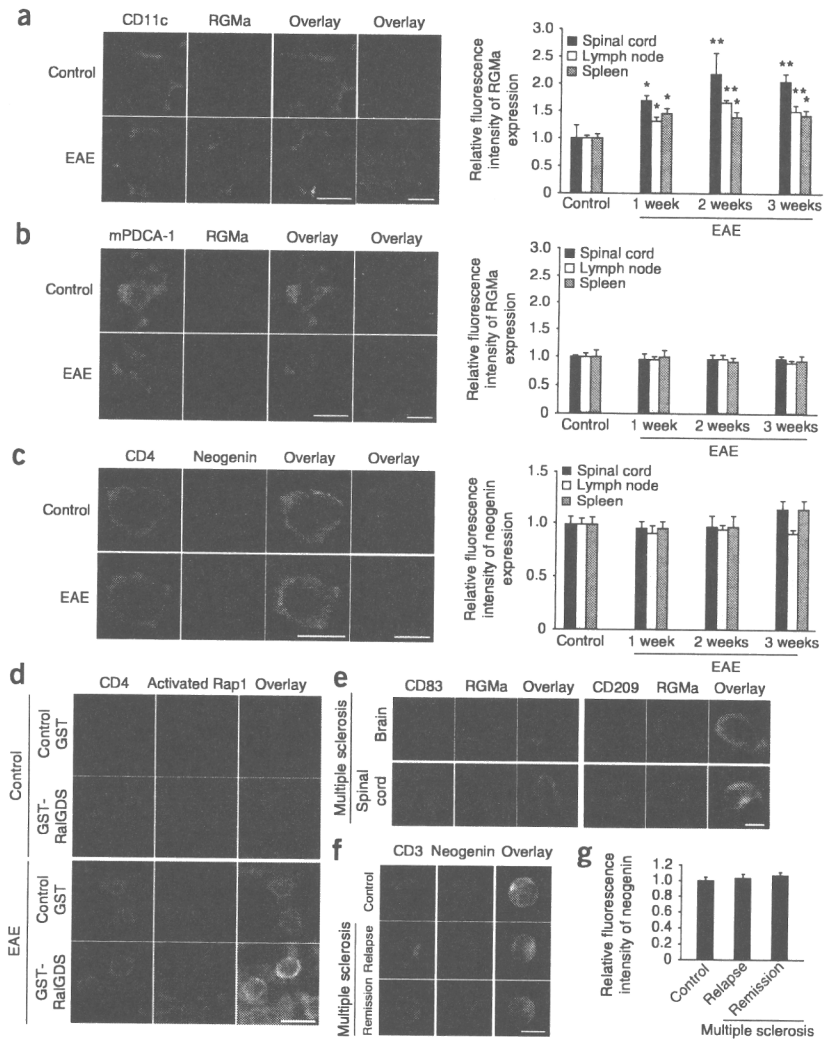 a
CD11c RGMa Overlay Overlay
Control
EAE
Relative fluorescence
intensity of RGMa
expression
3.0
2.5
2.0
1.5
1.0
0.5
0
Spinal cord
Lymph node
Spleen
* * * ** ** * ** ** *
Control 1 week 2 weeks 3 weeks
EAE
b
mPDCA-1 RGMa Overlay Overlay
Control
EAE
Relative fluorescence
intensity of RGMa
expression
3.0
2.5
2.0
1.5
1.0
0.5
0
Spinal cord
Lymph node
Spleen
Control 1 week 2 weeks 3 weeks
EAE
c
CD4 Neogenin Overlay Overlay
Control
EAE
Relative fluorescence
intensity of neogenin
expression
1.5
1.0
0.5
0
Spinal cord
Lymph node
Spleen
Control 1 week 2 weeks 3 weeks
EAE
d
CD4 Activated Rap1 Overlay
Control
Control
GST
GST-
RalGDS
EAE
Control
GST
GST-
RalGDS
e
CD83 RGMa Overlay CD209 RGMa Overlay
Multiple sclerosis
Brain
Spinal
cord
f
CD3 Neogenin Overlay
Control
Multiple sclerosis
Relapse
Remission
g
Relative fluorescence
intensity of neogenin
1.2
1.0
0.8
0.6
0.4
0.2
0
Control
Relapse
Remission
Multiple sclerosis